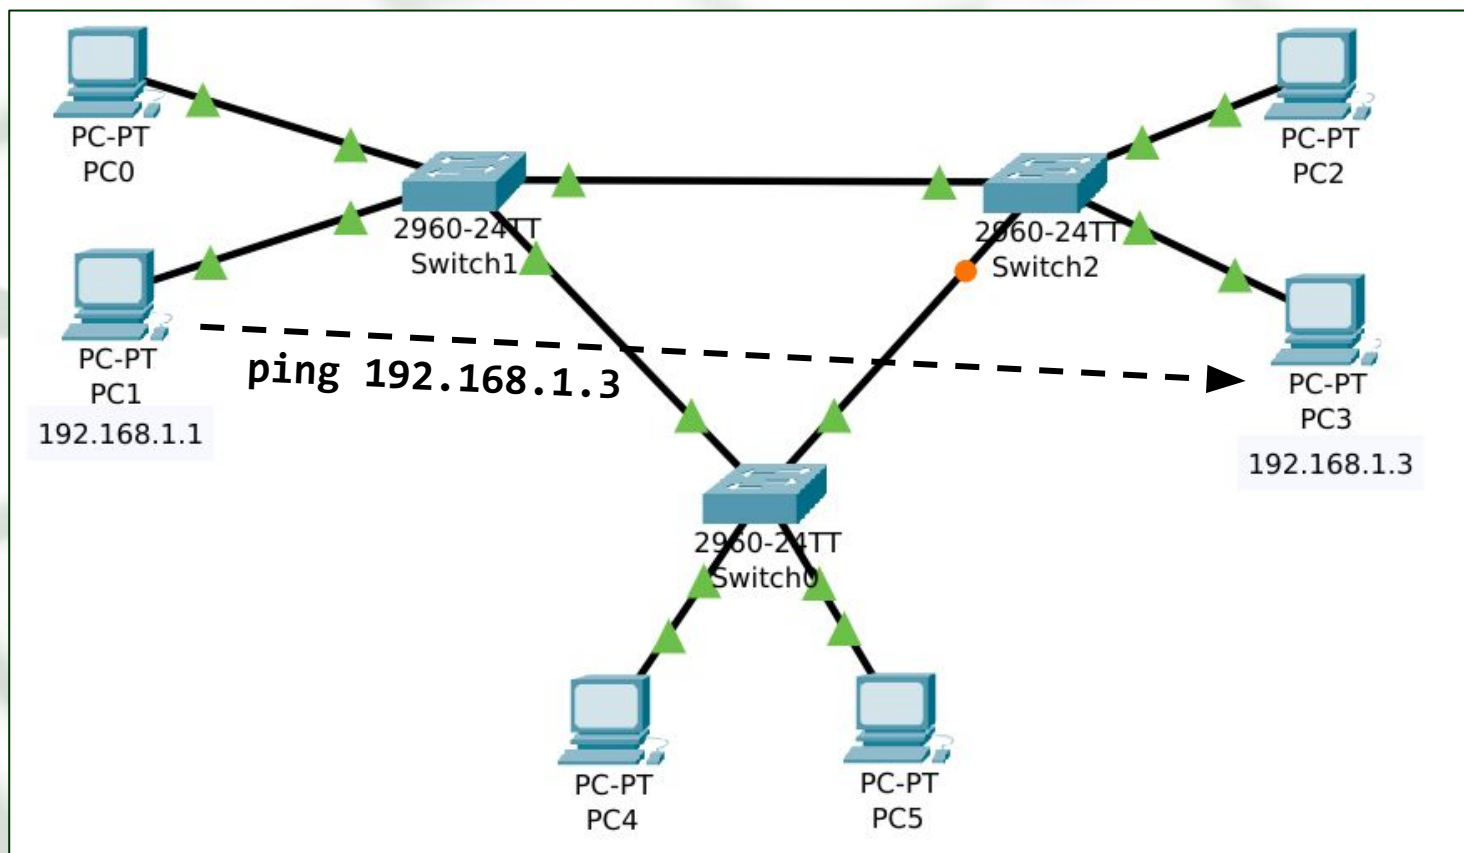 PC-PT
PC0
PC-PT
PC2
2960-24TT
Switch1
2960-24TT
Switch2
ping 192.168.1.3
PC-PT
PC1
192.168.1.1
PC-PT
PC3
192.168.1.3
2960-24TT
Switch0
PC-PT
PC4
PC-PT
PC5